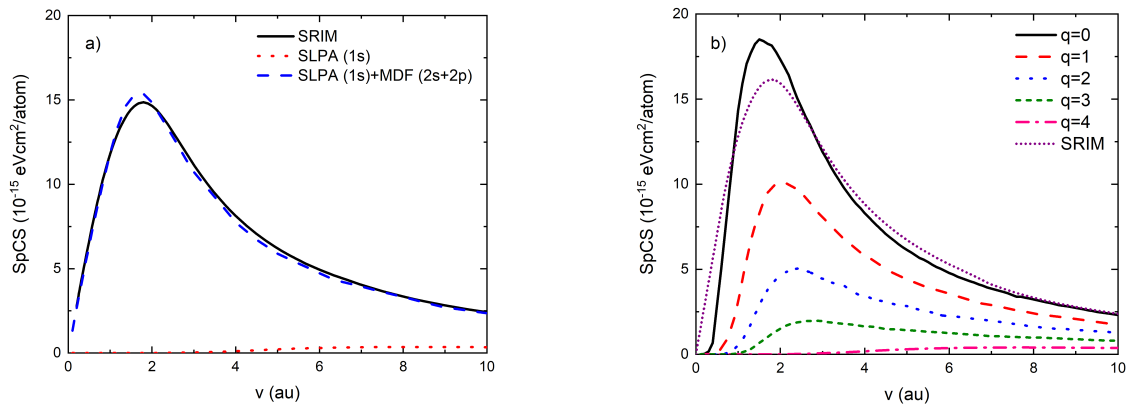 a)
SRIM
SLPA (1s)
SLPA (1s)+MDF (2s+2p)
SpCS (10⁻¹⁵ eVcm²/atom)
20
15
10
5
0
0 2 4 6 8 10
v (au)
b)
q=0
q=1
q=2
q=3
q=4
SRIM
SpCS (10⁻¹⁵ eVcm²/atom)
20
15
10
5
0
0 2 4 6 8 10
v (au)